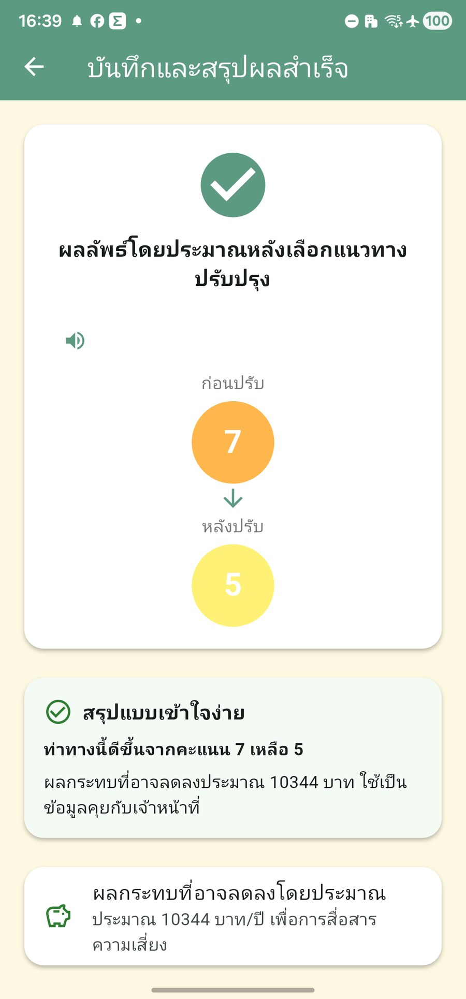 16:39
100
บันทึกและสรุปผลสำเร็จ
ผลลัพธ์โดยประมาณหลังเลือกแนวทาง
ปรับปรุง
ก่อนปรับ
7
หลังปรับ
5
สรุปแบบเข้าใจง่าย
ท่าทางนี้ดีขึ้นจากคะแนน 7 เหลือ 5
ผลกระทบที่อาจลดลงประมาณ 10344 บาท ใช้เป็น
ข้อมูลคุยกับเจ้าหน้าที่
ผลกระทบที่อาจลดลงโดยประมาณ
ประมาณ 10344 บาท/ปี เพื่อการสื่อสาร
ความเสี่ยง